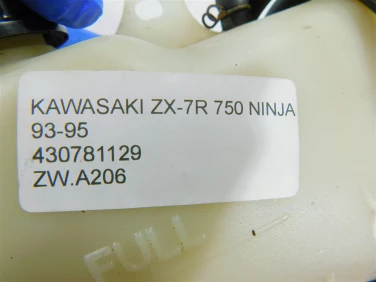 KAWASAKI ZX-7R 750 NINJA
93-95
430781129
ZW.A206
FULL